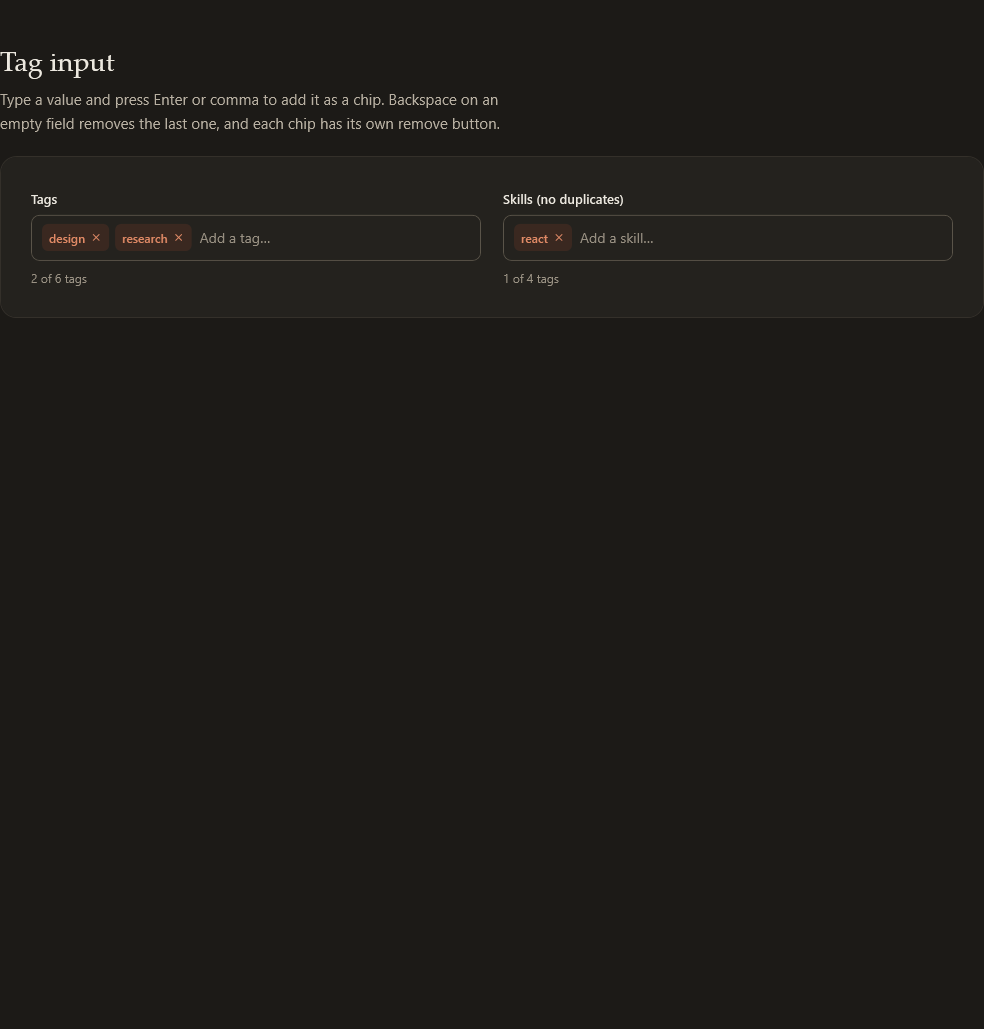 Tag input
Type a value and press Enter or comma to add it as a chip. Backspace on an
empty field removes the last one, and each chip has its own remove button.
Tags
design × research × Add a tag...
2 of 6 tags
Skills (no duplicates)
react × Add a skill...
1 of 4 tags